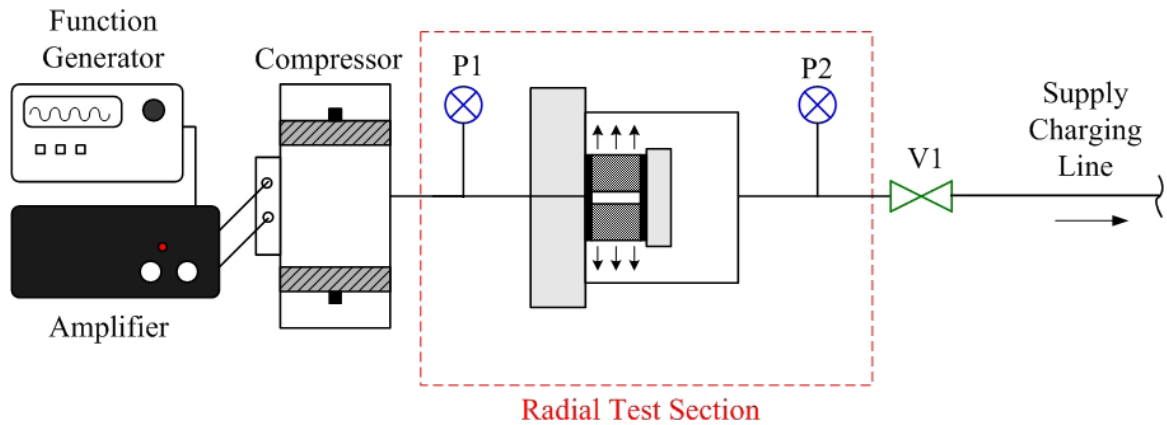 Function
Generator
Compressor
P1
P2
Supply
Charging
Line
V1
Amplifier
Radial Test Section